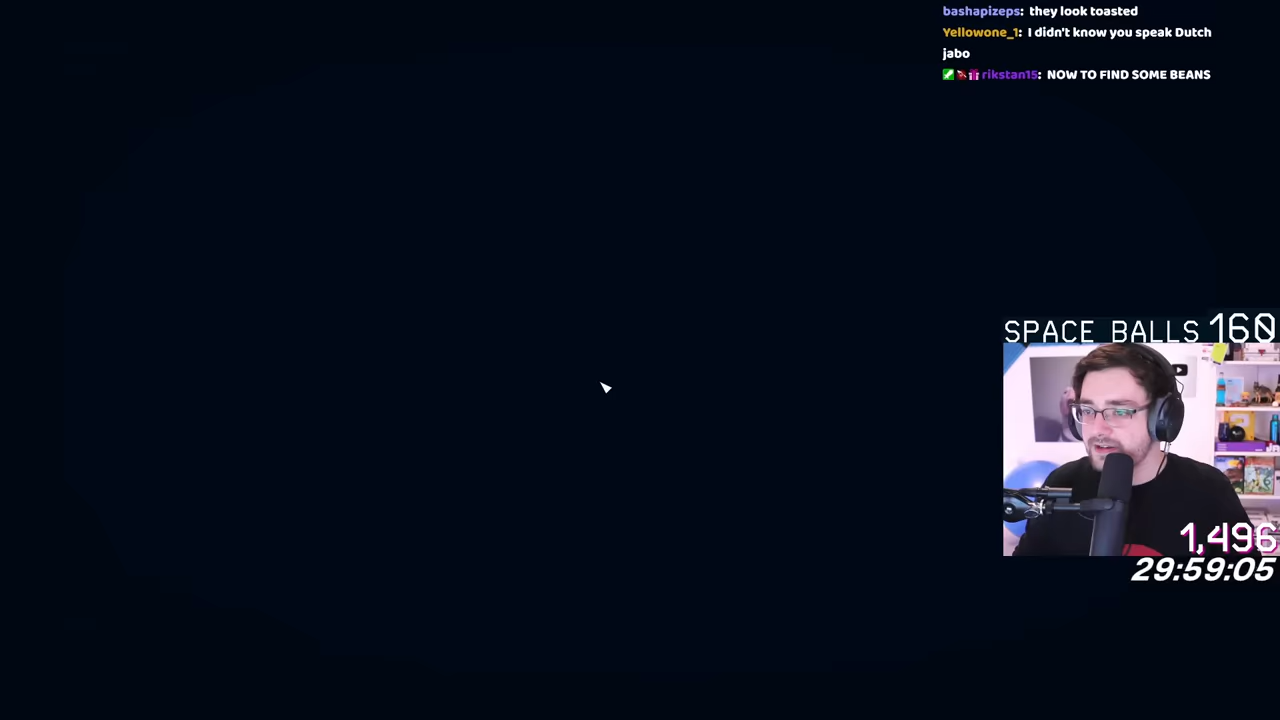 bashapizeps: they look toasted
Yellowone_1: I didn't know you speak Dutch
jabo
rikstan15: NOW TO FIND SOME BEANS
SPACE BALLS 160
1,496
29:59:05